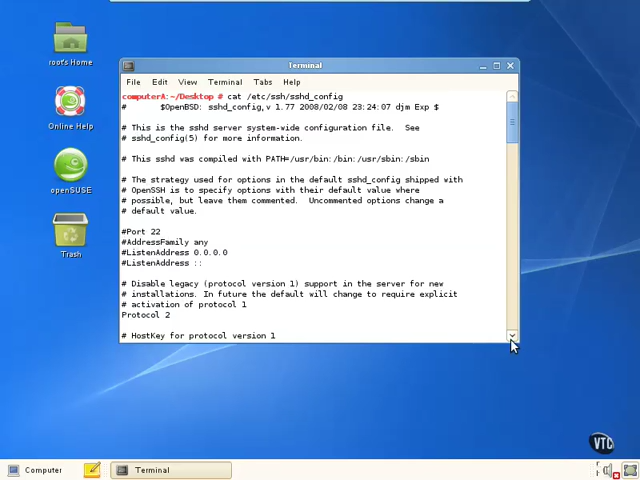 root's Home
Online Help
openSUSE
Trash
Terminal
File Edit View Terminal Tabs Help
computerA:~/Desktop # cat /etc/ssh/sshd_config
# $OpenBSD: sshd_config,v 1.77 2008/02/08 23:24:07 djm Exp $
# This is the sshd server system-wide configuration file. See
# sshd_config(5) for more information.
# This sshd was compiled with PATH=/usr/bin:/bin:/usr/sbin:/sbin
# The strategy used for options in the default sshd_config shipped with
# OpenSSH is to specify options with their default value where
# possible, but leave them commented. Uncommented options change a
# default value.
#Port 22
#AddressFamily any
#ListenAddress 0.0.0.0
#ListenAddress ::
# Disable legacy (protocol version 1) support in the server for new
# installations. In future the default will change to require explicit
# activation of protocol 1
Protocol 2
# HostKey for protocol version 1
VTC
Computer
Terminal